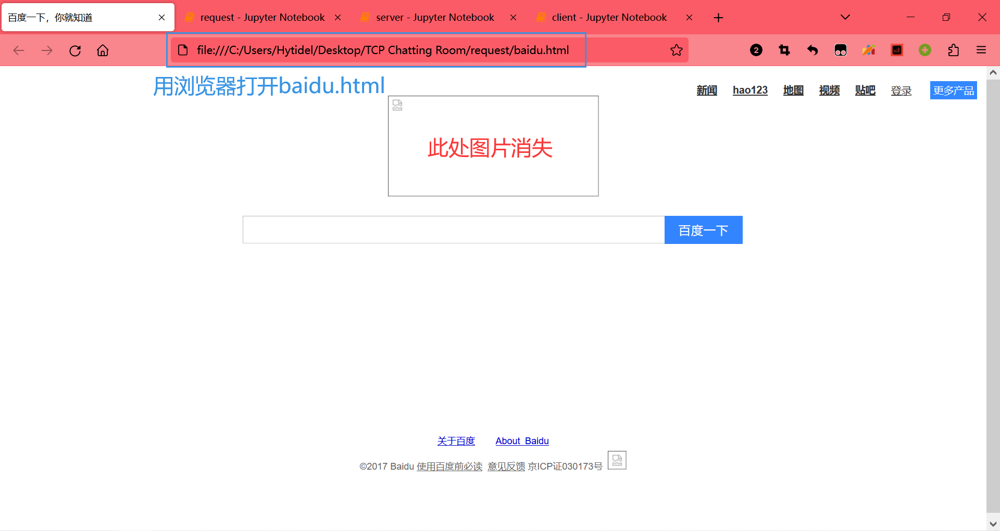 百度一下，你就知道
request - Jupyter Notebook
server - Jupyter Notebook
client - Jupyter Notebook
file:///C:/Users/Hytidel/Desktop/TCP Chatting Room/request/baidu.html
2
用浏览器打开baidu.html
新闻 hao123 地图 视频 贴吧 登录 更多产品
此处图片消失
百度一下
关于百度 About Baidu
©2017 Baidu 使用百度前必读 意见反馈 京ICP证030173号